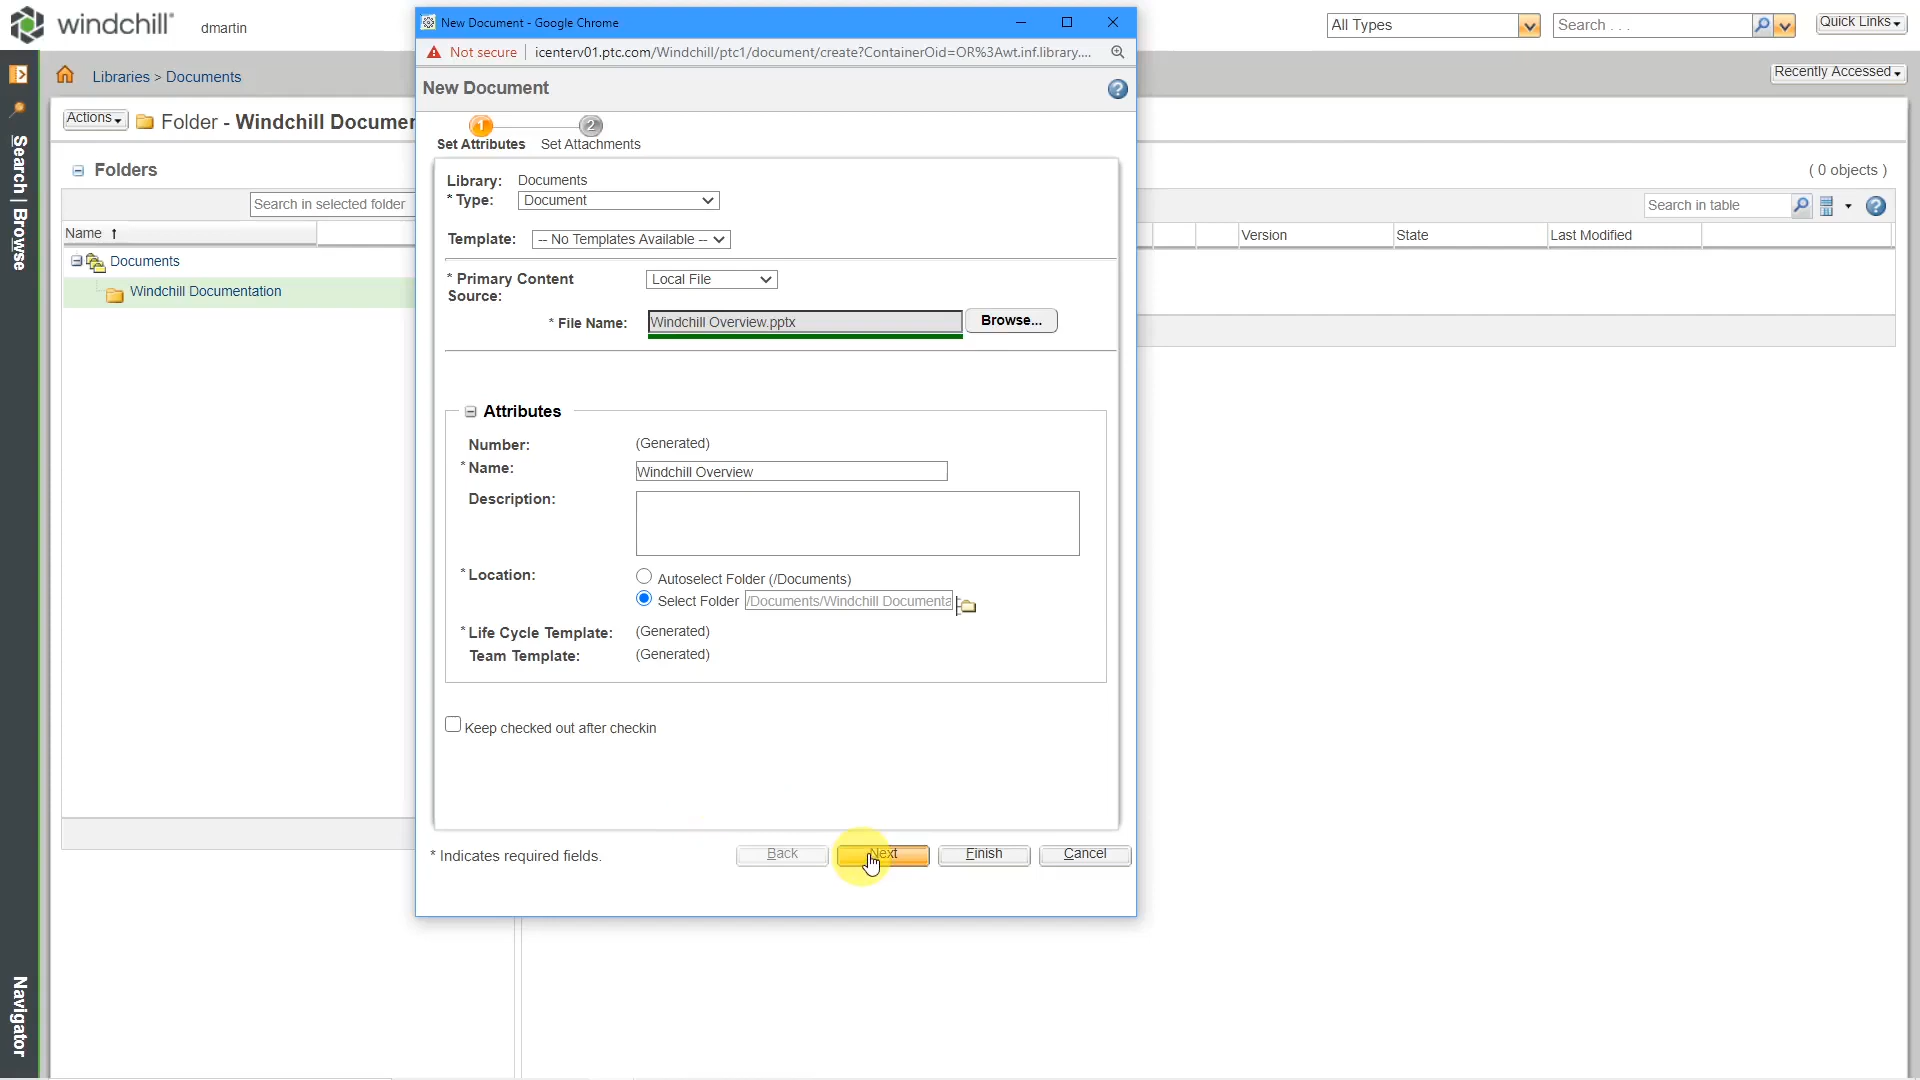 windchill
dmartin
All Types
Search . . .
Quick Links
Libraries > Documents
Recently Accessed
Actions
Folder - Windchill Documen
Folders
( 0 objects )
Search in selected folder
Search in table
Name ↑
Version
State
Last Modified
Documents
Windchill Documentation
Search | Browse
Navigator
New Document - Google Chrome
Not secure
icenterv01.ptc.com/Windchill/ptc1/document/create?ContainerOid=OR%3Awt.inf.library....
New Document
1
2
Set Attributes
Set Attachments
Library: Documents
* Type: Document
Template: -- No Templates Available --
* Primary Content
Source:
Local File
* File Name: Windchill Overview.pptx
Browse...
Attributes
Number: (Generated)
* Name: Windchill Overview
Description:
* Location:
Autoselect Folder (/Documents)
Select Folder /Documents/Windchill Documenta
* Life Cycle Template: (Generated)
Team Template: (Generated)
Keep checked out after checkin
* Indicates required fields.
Back
Next
Finish
Cancel